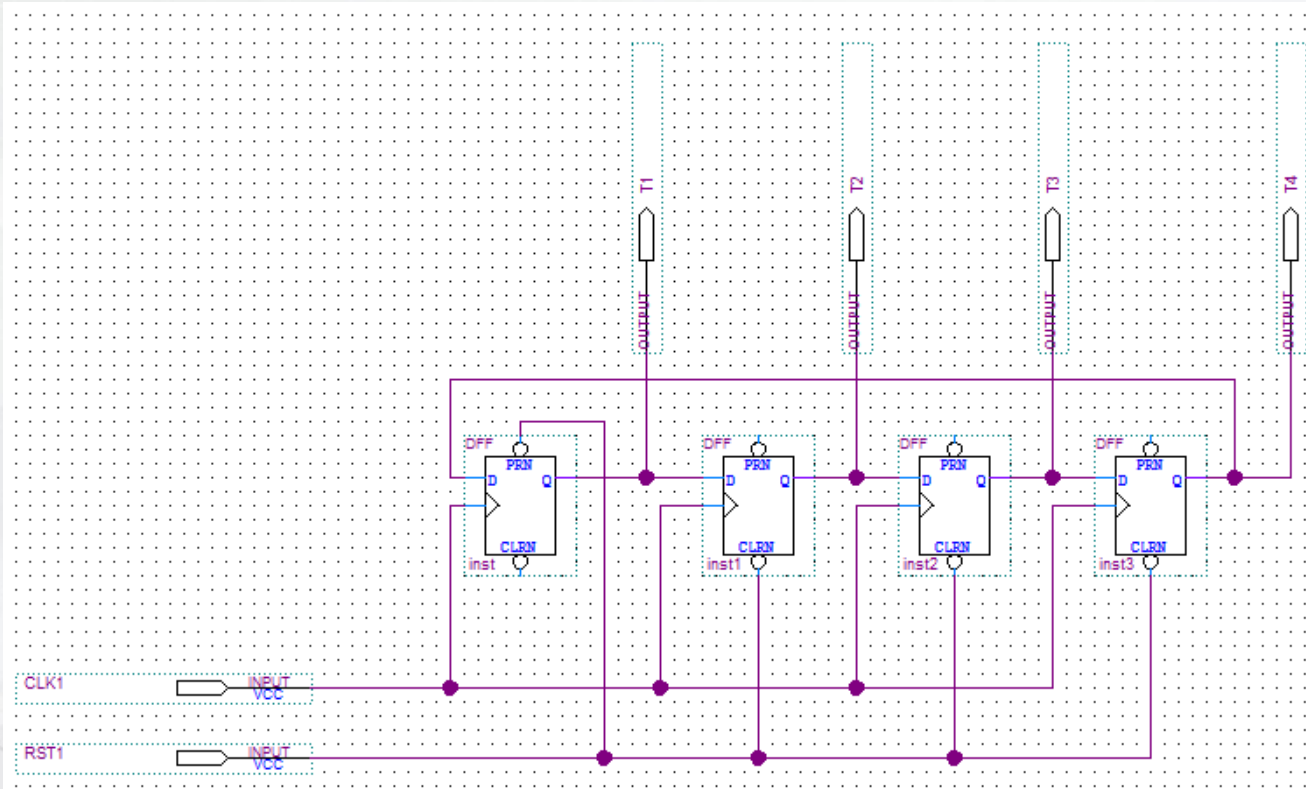 T1
T2
T3
T4
OUTPUT
OUTPUT
OUTPUT
OUTPUT
DFF
DFF
DFF
DFF
PRN
PRN
PRN
PRN
D
Q
D
Q
D
Q
D
Q
CLRN
CLRN
CLRN
CLRN
inst
inst1
inst2
inst3
CLK1
INPUT
VCC
RST1
INPUT
VCC